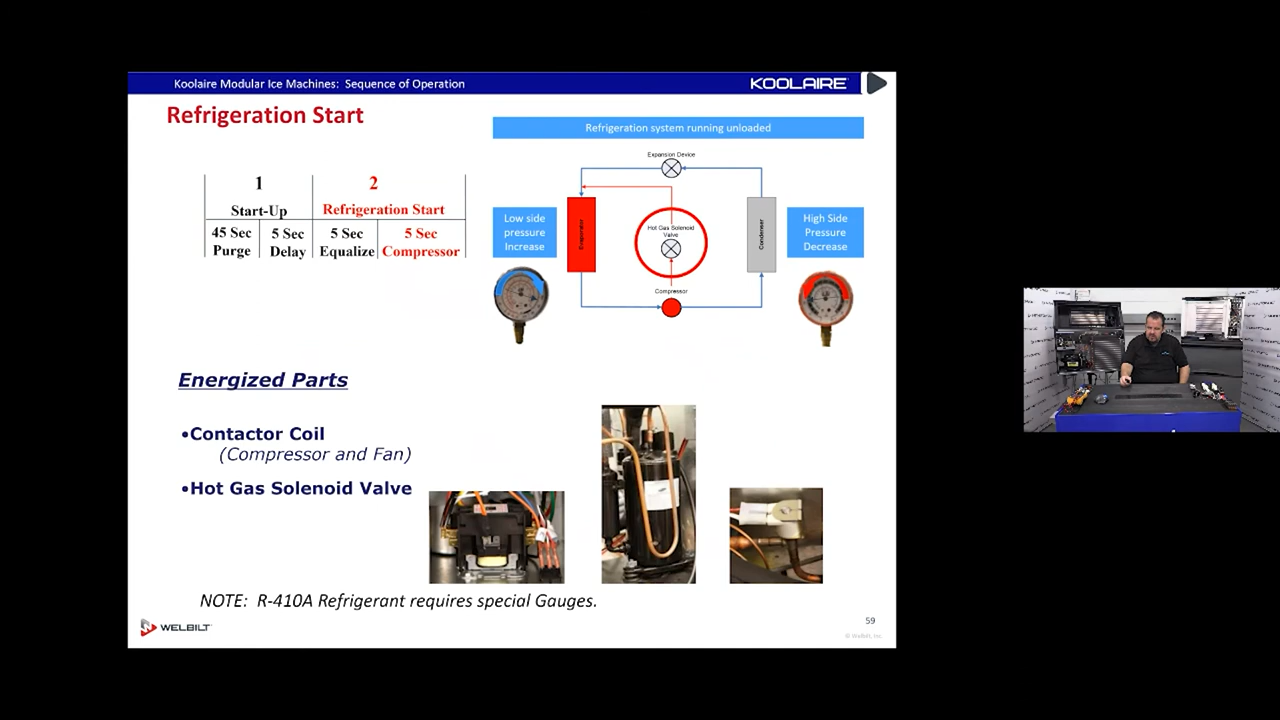 Koolaire Modular Ice Machines: Sequence of Operation
KOOLAIRE
Refrigeration Start
Refrigeration system running unloaded
1
2
Start-Up
Refrigeration Start
45 Sec
Purge
5 Sec
Delay
5 Sec
Equalize
5 Sec
Compressor
Expansion Device
Low side
pressure
Increase
Evaporator
Hot Gas Solenoid
Valve
Condenser
High Side
Pressure
Decrease
Compressor
Energized Parts
•Contactor Coil
(Compressor and Fan)
•Hot Gas Solenoid Valve
NOTE: R-410A Refrigerant requires special Gauges.
WELBILT
59
© Welbilt, Inc.